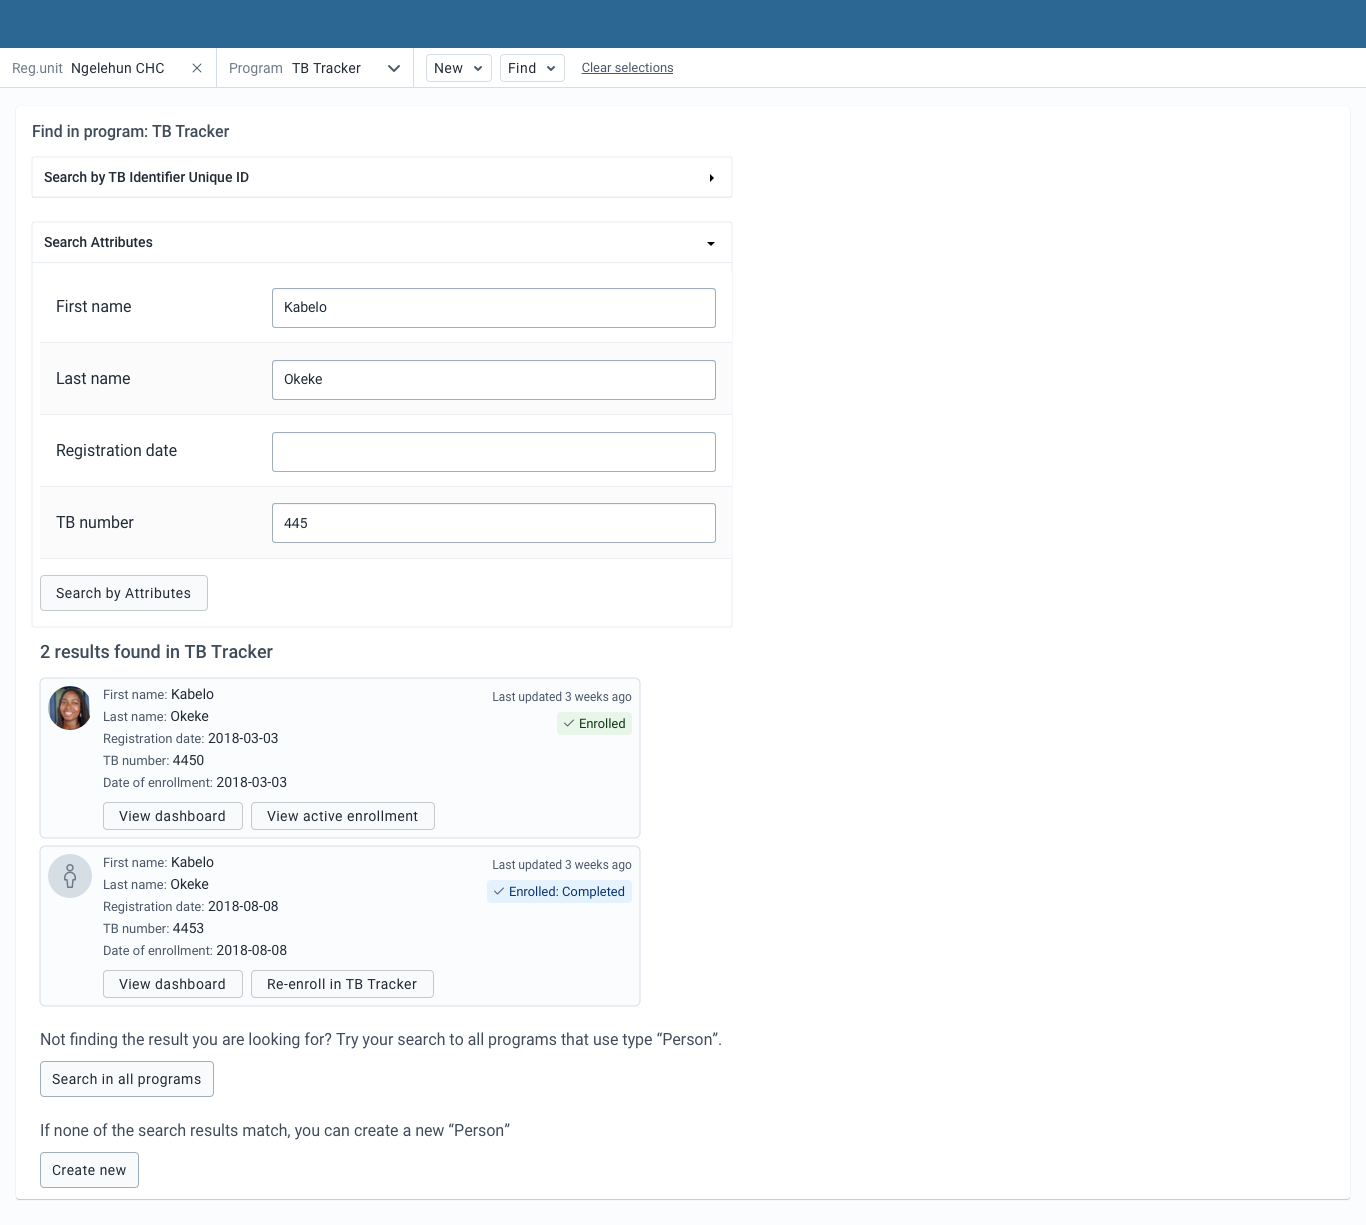 Reg.unit Ngelehun CHC Program TB Tracker New Find Clear selections
Find in program: TB Tracker
Search by TB Identifier Unique ID
Search Attributes
First name Kabelo
Last name Okeke
Registration date
TB number 445
Search by Attributes
2 results found in TB Tracker
First name: Kabelo Last updated 3 weeks ago
Last name: Okeke Enrolled
Registration date: 2018-03-03
TB number: 4450
Date of enrollment: 2018-03-03
View dashboard View active enrollment
First name: Kabelo Last updated 3 weeks ago
Last name: Okeke Enrolled: Completed
Registration date: 2018-08-08
TB number: 4453
Date of enrollment: 2018-08-08
View dashboard Re-enroll in TB Tracker
Not finding the result you are looking for? Try your search to all programs that use type “Person”.
Search in all programs
If none of the search results match, you can create a new “Person”
Create new